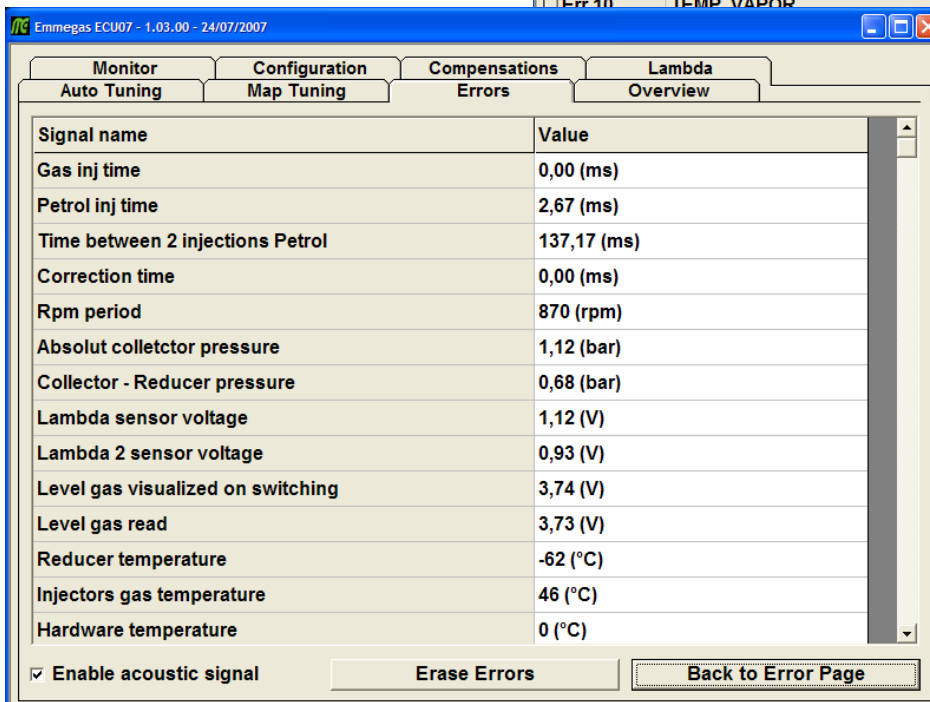 Err 10 TEMP. VAPOR
Emmegas ECU07 - 1.03.00 - 24/07/2007
Monitor Configuration Compensations Lambda
Auto Tuning Map Tuning Errors Overview
Signal name Value
Gas inj time 0,00 (ms)
Petrol inj time 2,67 (ms)
Time between 2 injections Petrol 137,17 (ms)
Correction time 0,00 (ms)
Rpm period 870 (rpm)
Absolut colletctor pressure 1,12 (bar)
Collector - Reducer pressure 0,68 (bar)
Lambda sensor voltage 1,12 (V)
Lambda 2 sensor voltage 0,93 (V)
Level gas visualized on switching 3,74 (V)
Level gas read 3,73 (V)
Reducer temperature -62 (°C)
Injectors gas temperature 46 (°C)
Hardware temperature 0 (°C)
Enable acoustic signal Erase Errors Back to Error Page